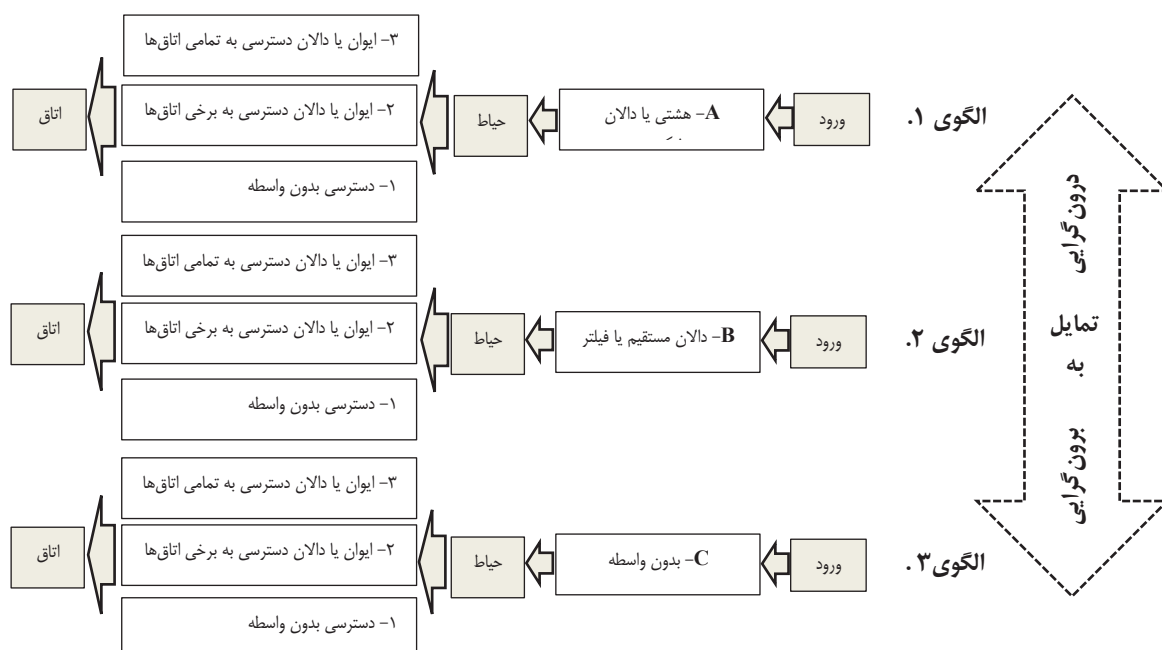 الگوی ۱.
ورود
A- هشتی یا دالان
حیاط
۳- ایوان یا دالان دسترسی به تمامی اتاق‌ها
۲- ایوان یا دالان دسترسی به برخی اتاق‌ها
۱- دسترسی بدون واسطه
اتاق
الگوی ۲.
ورود
B- دالان مستقیم یا فیلتر
حیاط
۳- ایوان یا دالان دسترسی به تمامی اتاق‌ها
۲- ایوان یا دالان دسترسی به برخی اتاق‌ها
۱- دسترسی بدون واسطه
اتاق
الگوی۳.
ورود
C- بدون واسطه
حیاط
۳- ایوان یا دالان دسترسی به تمامی اتاق‌ها
۲- ایوان یا دالان دسترسی به برخی اتاق‌ها
۱- دسترسی بدون واسطه
اتاق
درون‌گرایی
تمایل
به
برون‌گرایی